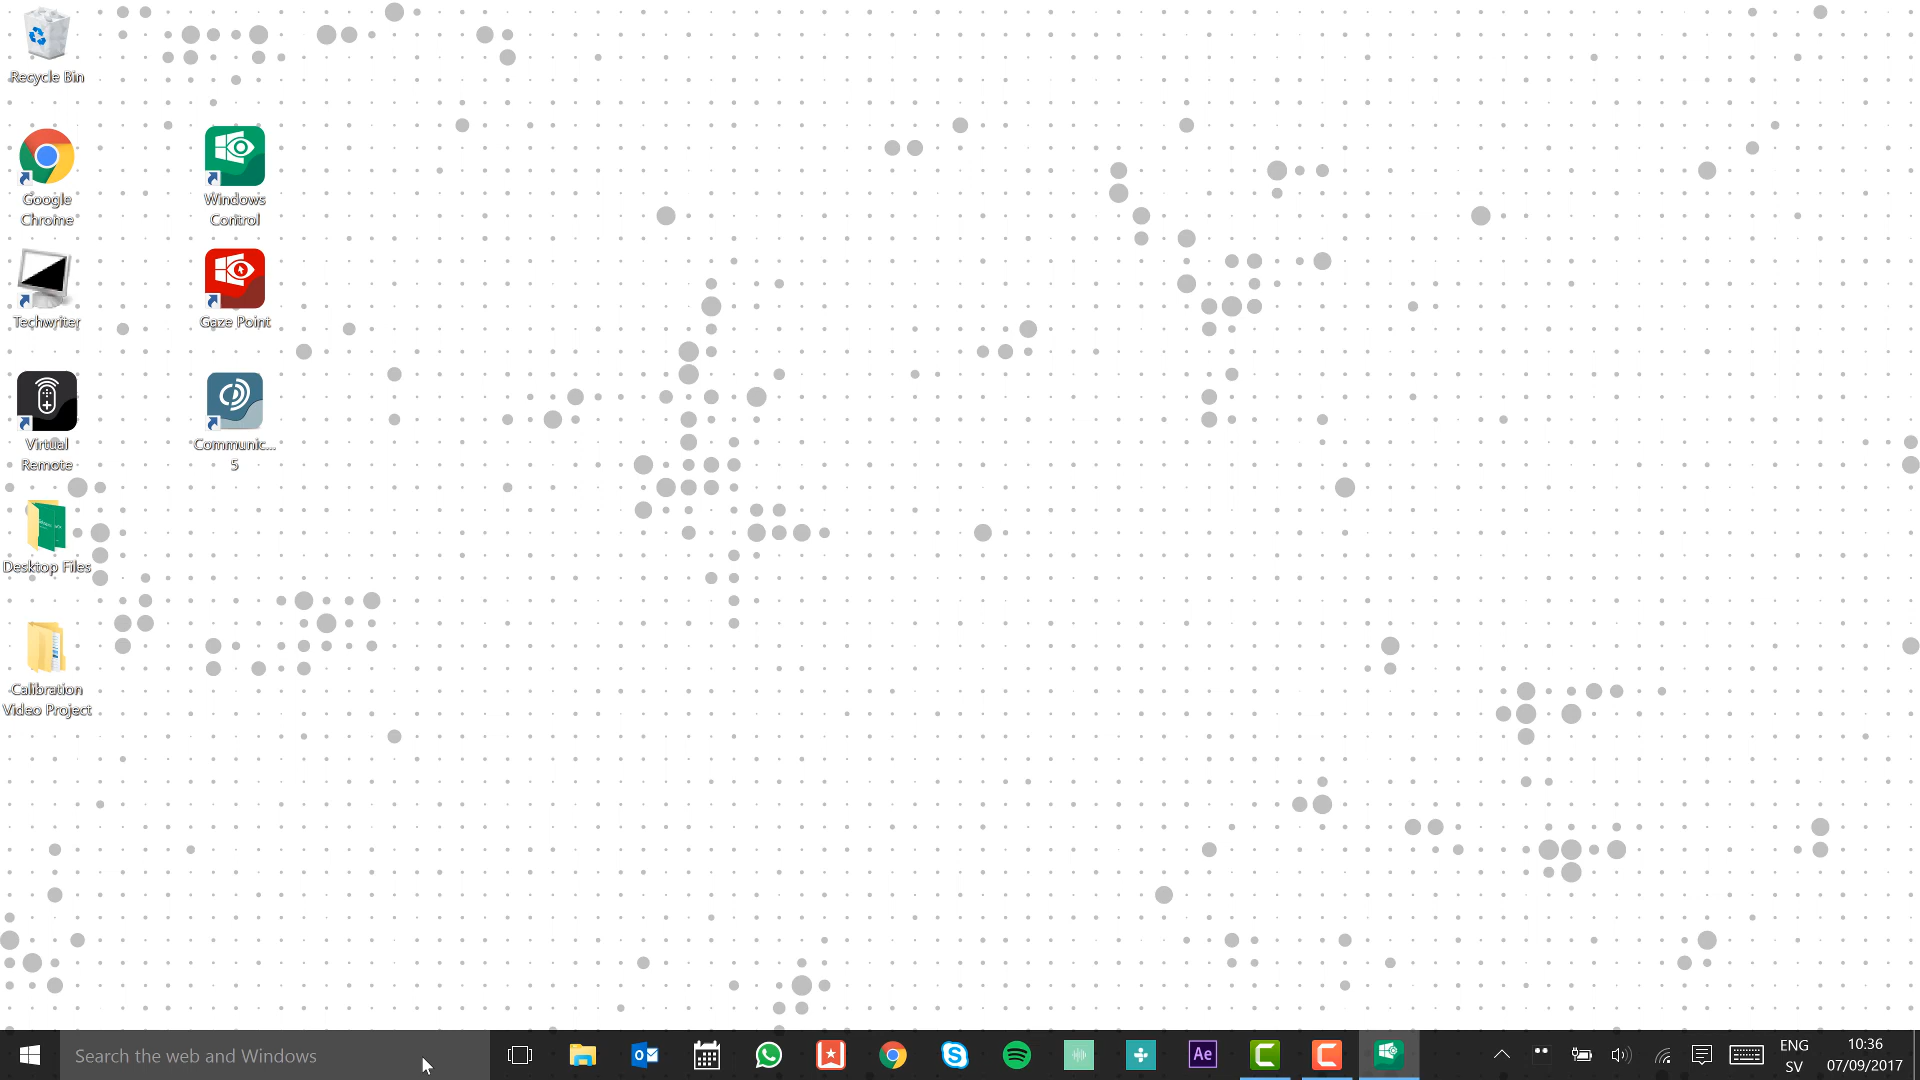 Recycle Bin
Google
Chrome
Windows
Control
Techwriter
Gaze Point
Virtual
Remote
Communic...
5
Desktop Files
Calibration
Video Project
Search the web and Windows
Ae
ENG
SV
10:36
07/09/2017